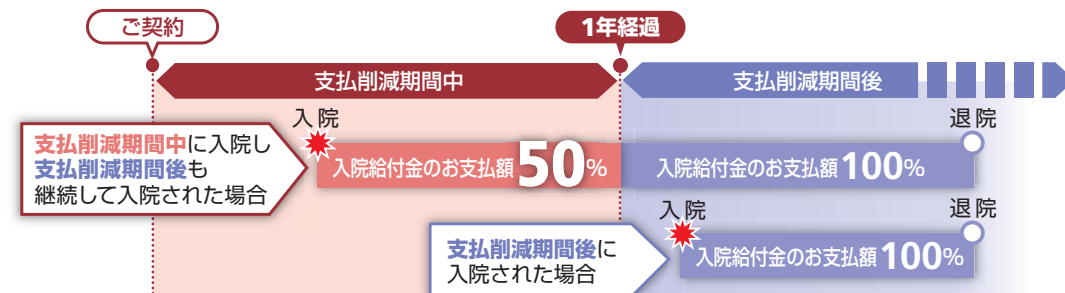 ご契約
1年経過
支払削減期間中
支払削減期間後
入院
退院
支払削減期間中に入院し
支払削減期間後も
継続して入院された場合
入院給付金のお支払額50%
入院給付金のお支払額100%
入院
退院
支払削減期間後に
入院された場合
入院給付金のお支払額100%